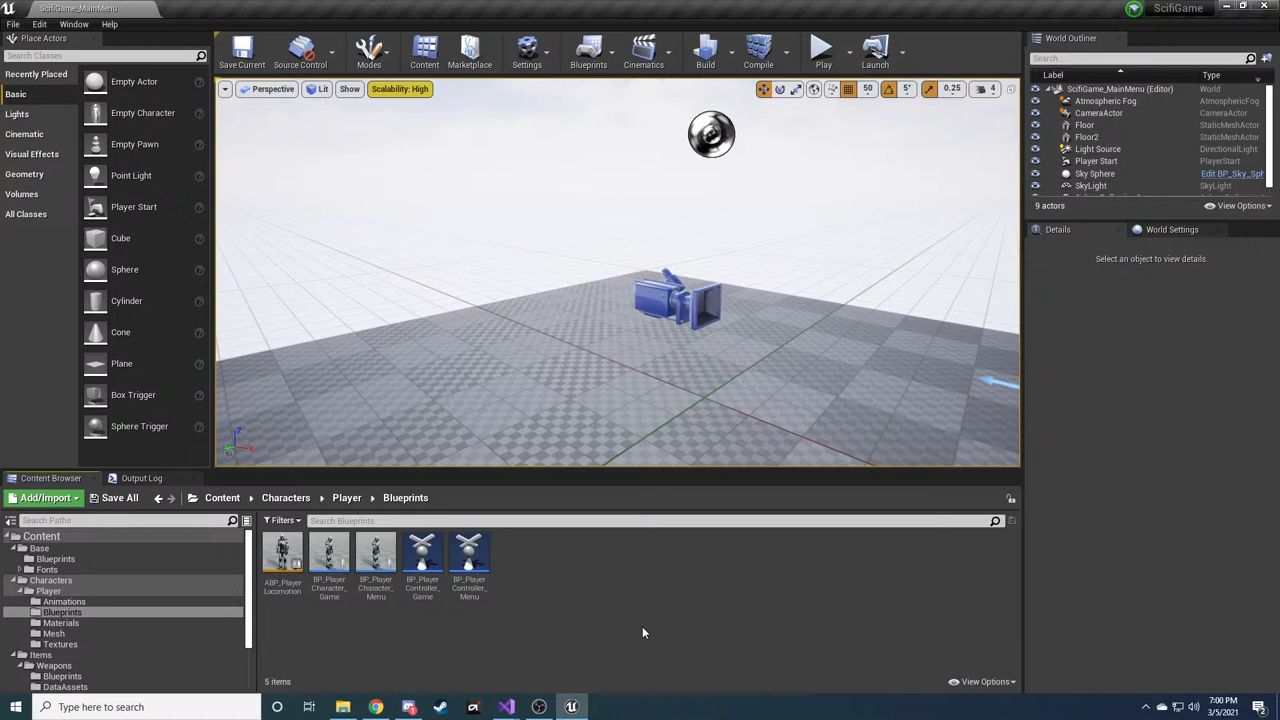 ScifiGame_MainMenu
ScifiGame
File Edit Window Help
Place Actors
Search Classes
Recently Placed
Basic
Lights
Cinematic
Visual Effects
Geometry
Volumes
All Classes
Empty Actor
Empty Character
Empty Pawn
Point Light
Player Start
Cube
Sphere
Cylinder
Cone
Plane
Box Trigger
Sphere Trigger
Save Current
Source Control
Modes
Content
Marketplace
Settings
Blueprints
Cinematics
Build
Compile
Play
Launch
Perspective
Lit
Show
Scalability: High
50
5°
0.25
4
Z
X
World Outliner
Search...
Label Type
ScifiGame_MainMenu (Editor) World
Atmospheric Fog AtmosphericFog
CameraActor CameraActor
Floor StaticMeshActor
Floor2 StaticMeshActor
Light Source DirectionalLight
Player Start PlayerStart
Sky Sphere Edit BP_Sky_Sph
SkyLight SkyLight
9 actors
View Options
Details
World Settings
Select an object to view details.
Content Browser
Output Log
Add/Import
Save All
Content
Characters
Player
Blueprints
Search Paths
Filters
Search Blueprints
Content
Base
Blueprints
Fonts
Characters
Player
Animations
Blueprints
Materials
Mesh
Textures
Items
Weapons
Blueprints
DataAssets
ABP_Player
Locomotion
BP_Player
Character_
Game
BP_Player
Character_
Menu
BP_Player
Controller_
Game
BP_Player
Controller_
Menu
5 items
View Options
Type here to search
7:00 PM
3/5/2021